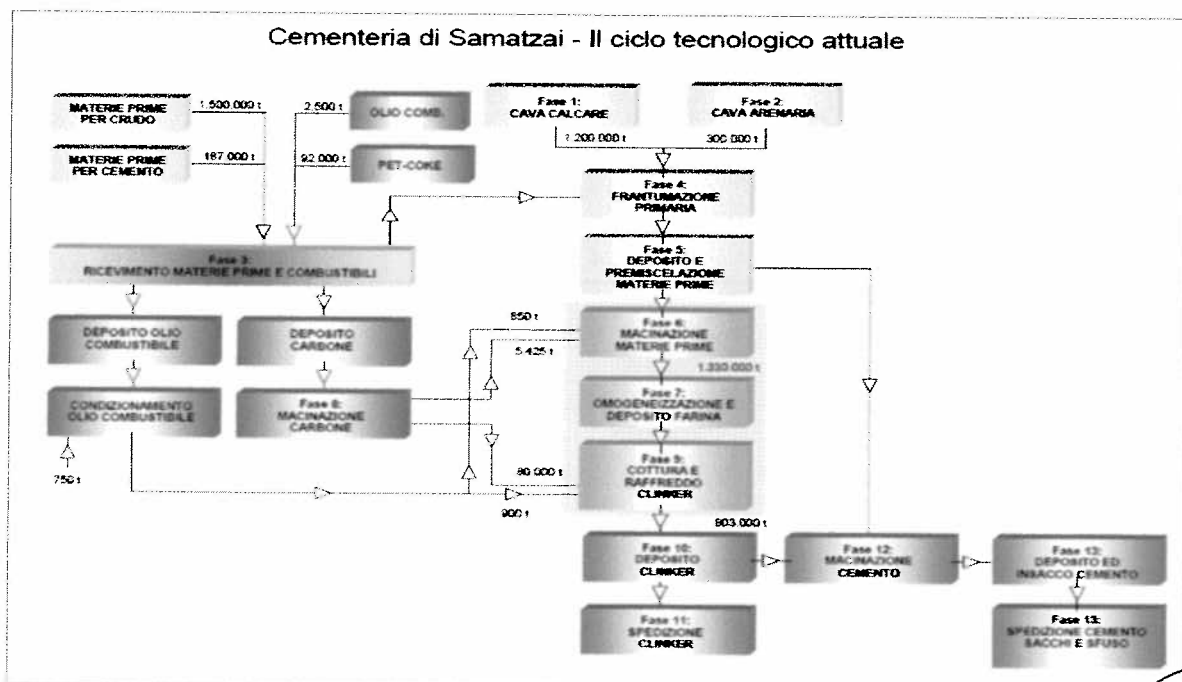 Cementeria di Samatzai - Il ciclo tecnologico attuale
MATERIE PRIME
PER CRUDO
1.500.000 t
2.500 t
OLIO COMB.
Fase 1:
CAVA CALCARE
Fase 2:
CAVA ARENARIA
1.200.000 t
300.000 t
MATERIE PRIME
PER CEMENTO
187.000 t
92.000 t
PET-COKE
Fase 4:
FRANTUMAZIONE
PRIMARIA
Fase 3:
RICEVIMENTO MATERIE PRIME E COMBUSTIBILI
Fase 5:
DEPOSITO E
PREMISCELAZIONE
MATERIE PRIME
DEPOSITO OLIO
COMBUSTIBILE
DEPOSITO
CARBONE
850 t
5.425 t
Fase 6:
MACINAZIONE
MATERIE PRIME
1.330.000 t
CONDIZIONAMENTO
OLIO COMBUSTIBILE
Fase 8:
MACINAZIONE
CARBONE
Fase 7:
OMOGENEIZZAZIONE E
DEPOSITO FARINA
750 t
80.000 t
900 t
Fase 9:
COTTURA E
RAFFREDDO
CLINKER
803.000 t
Fase 10:
DEPOSITO
CLINKER
Fase 12:
MACINAZIONE
CEMENTO
Fase 13:
DEPOSITO ED
INSACCO CEMENTO
Fase 11:
SPEDIZIONE
CLINKER
Fase 13:
SPEDIZIONE CEMENTO
SACCHI E SFUSO